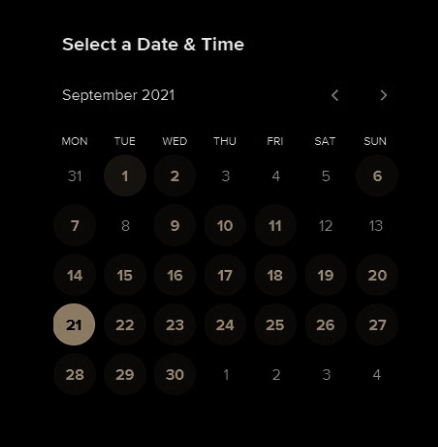 Select a Date & Time
September 2021
MON TUE WED THU FRI SAT SUN
31 1 2 3 4 5 6
7 8 9 10 11 12 13
14 15 16 17 18 19 20
21 22 23 24 25 26 27
28 29 30 1 2 3 4